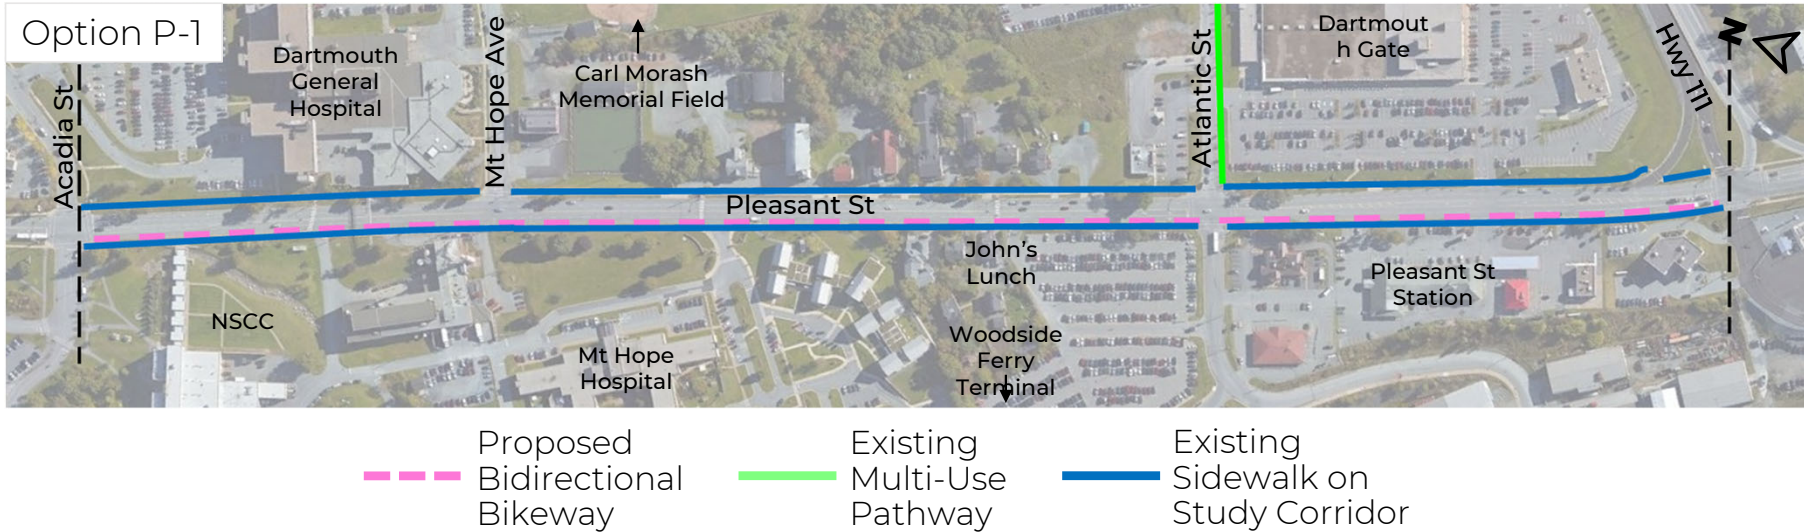 Option P-1
Acadia St
Dartmouth
General
Hospital
Mt Hope Ave
Carl Morash
Memorial Field
Atlantic St
Dartmout
h Gate
Hwy 111
N
Pleasant St
NSCC
Mt Hope
Hospital
John's
Lunch
Woodside
Ferry
Terminal
Pleasant St
Station
Proposed
Bidirectional
Bikeway
Existing
Multi-Use
Pathway
Existing
Sidewalk on
Study Corridor